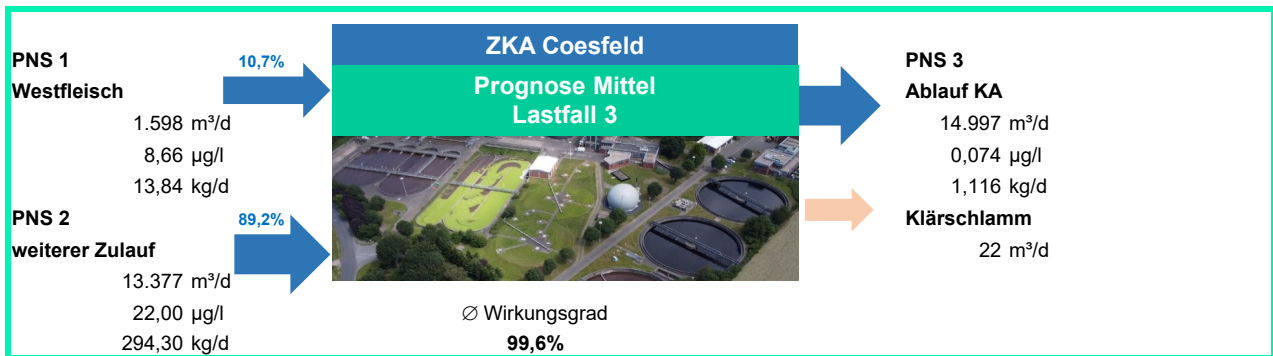 ZKA Coesfeld
Prognose Mittel
Lastfall 3
PNS 1
10,7%
Westfleisch
1.598 m³/d
8,66 µg/l
13,84 kg/d
PNS 2
89,2%
weiterer Zulauf
13.377 m³/d
22,00 µg/l
294,30 kg/d
∅ Wirkungsgrad
99,6%
PNS 3
Ablauf KA
14.997 m³/d
0,074 µg/l
1,116 kg/d
Klärschlamm
22 m³/d